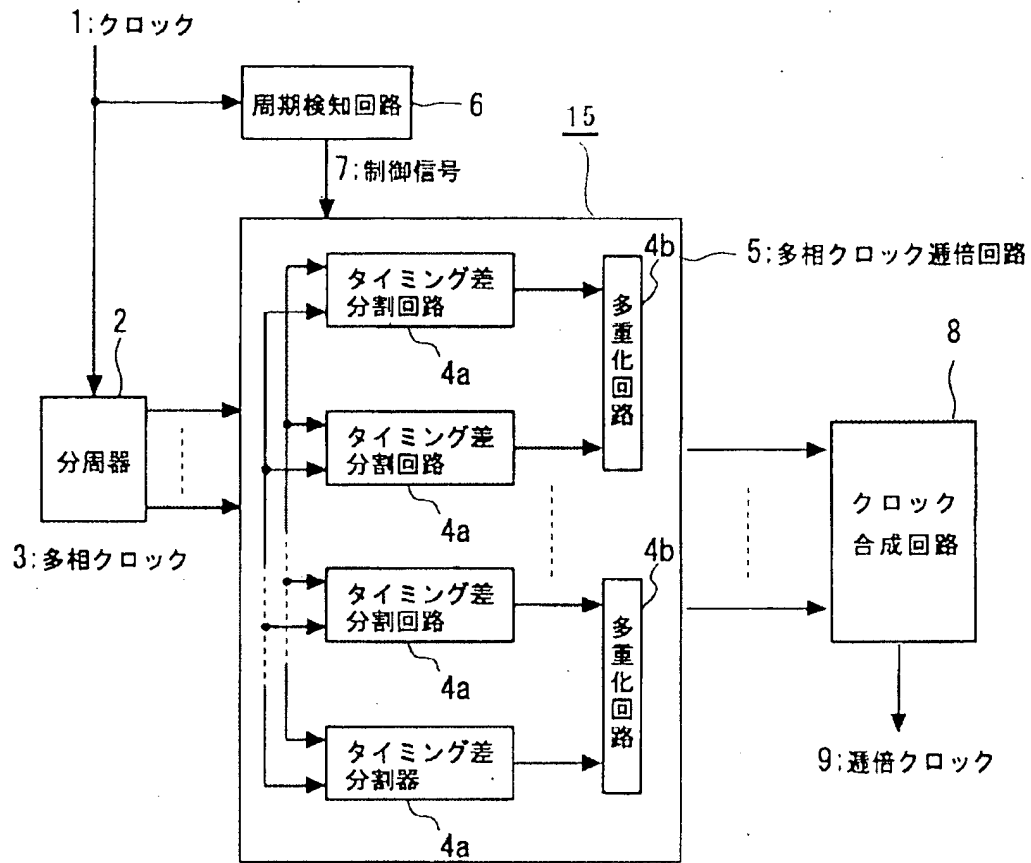 1:クロック
周期検知回路
6
15
7:制御信号
タイミング差
分割回路
4a
4b
多重化回路
5:多相クロック逓倍回路
2
分周器
3:多相クロック
タイミング差
分割回路
4a
8
クロック
合成回路
タイミング差
分割回路
4a
4b
多重化回路
タイミング差
分割器
4a
9:逓倍クロック